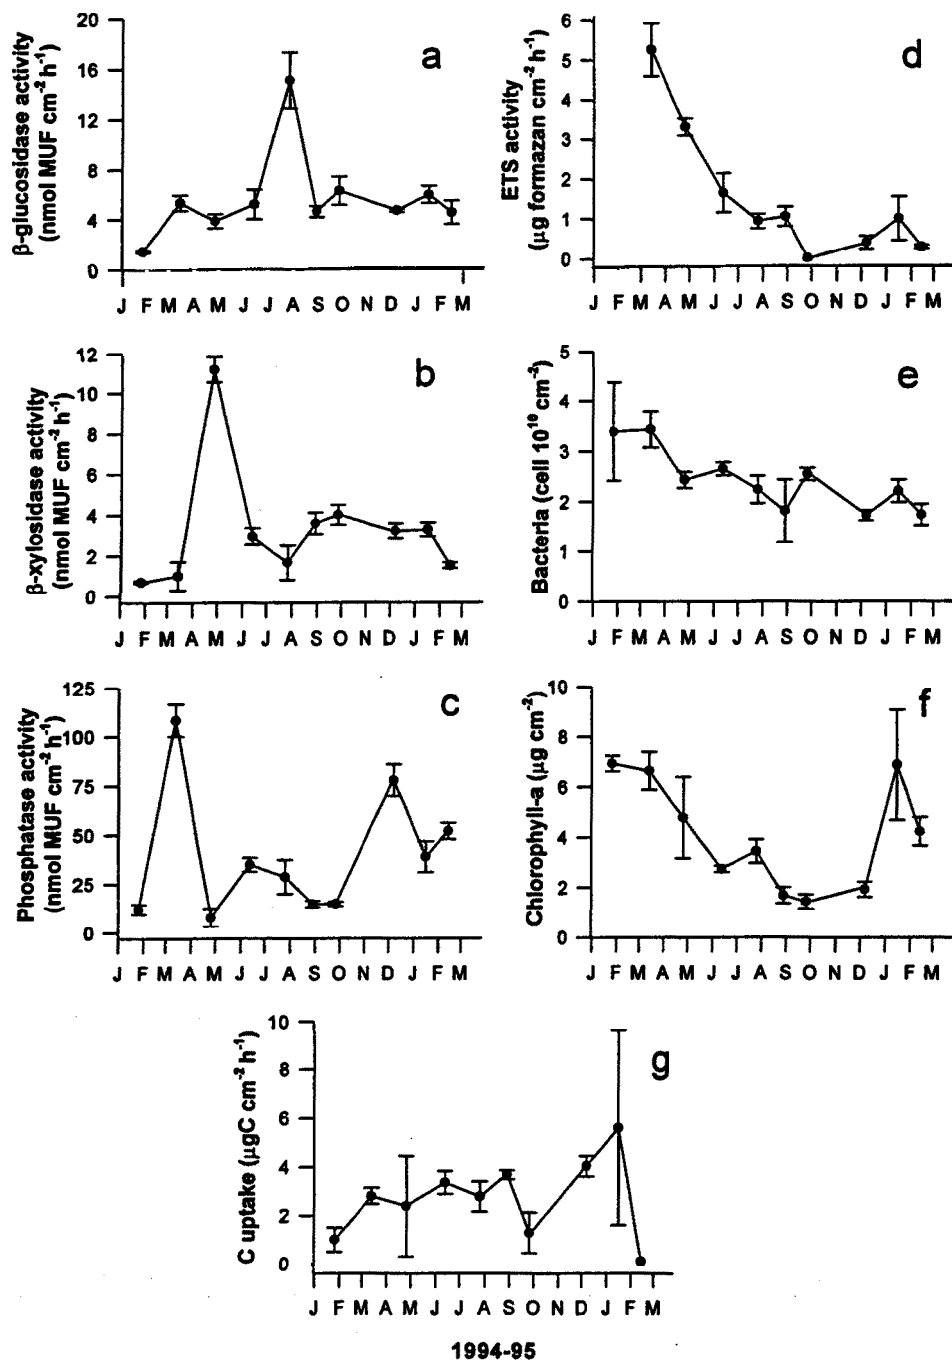 a
β-glucosidase activity
(nmol MUF cm⁻² h⁻¹)
20
16
12
8
4
0
J F M A M J J A S O N D J F M
d
ETS activity
(μg formazan cm⁻² h⁻¹)
6
5
4
3
2
1
0
J F M A M J J A S O N D J F M
b
β-xylosidase activity
(nmol MUF cm⁻² h⁻¹)
12
10
8
6
4
2
0
J F M A M J J A S O N D J F M
e
Bacteria (cell 10¹⁰ cm⁻²)
5
4
3
2
1
0
J F M A M J J A S O N D J F M
c
Phosphatase activity
(nmol MUF cm⁻² h⁻¹)
125
100
75
50
25
0
J F M A M J J A S O N D J F M
f
Chlorophyll-a (μg cm⁻²)
10
8
6
4
2
0
J F M A M J J A S O N D J F M
g
C uptake (μgC cm⁻² h⁻¹)
10
8
6
4
2
0
J F M A M J J A S O N D J F M
1994-95